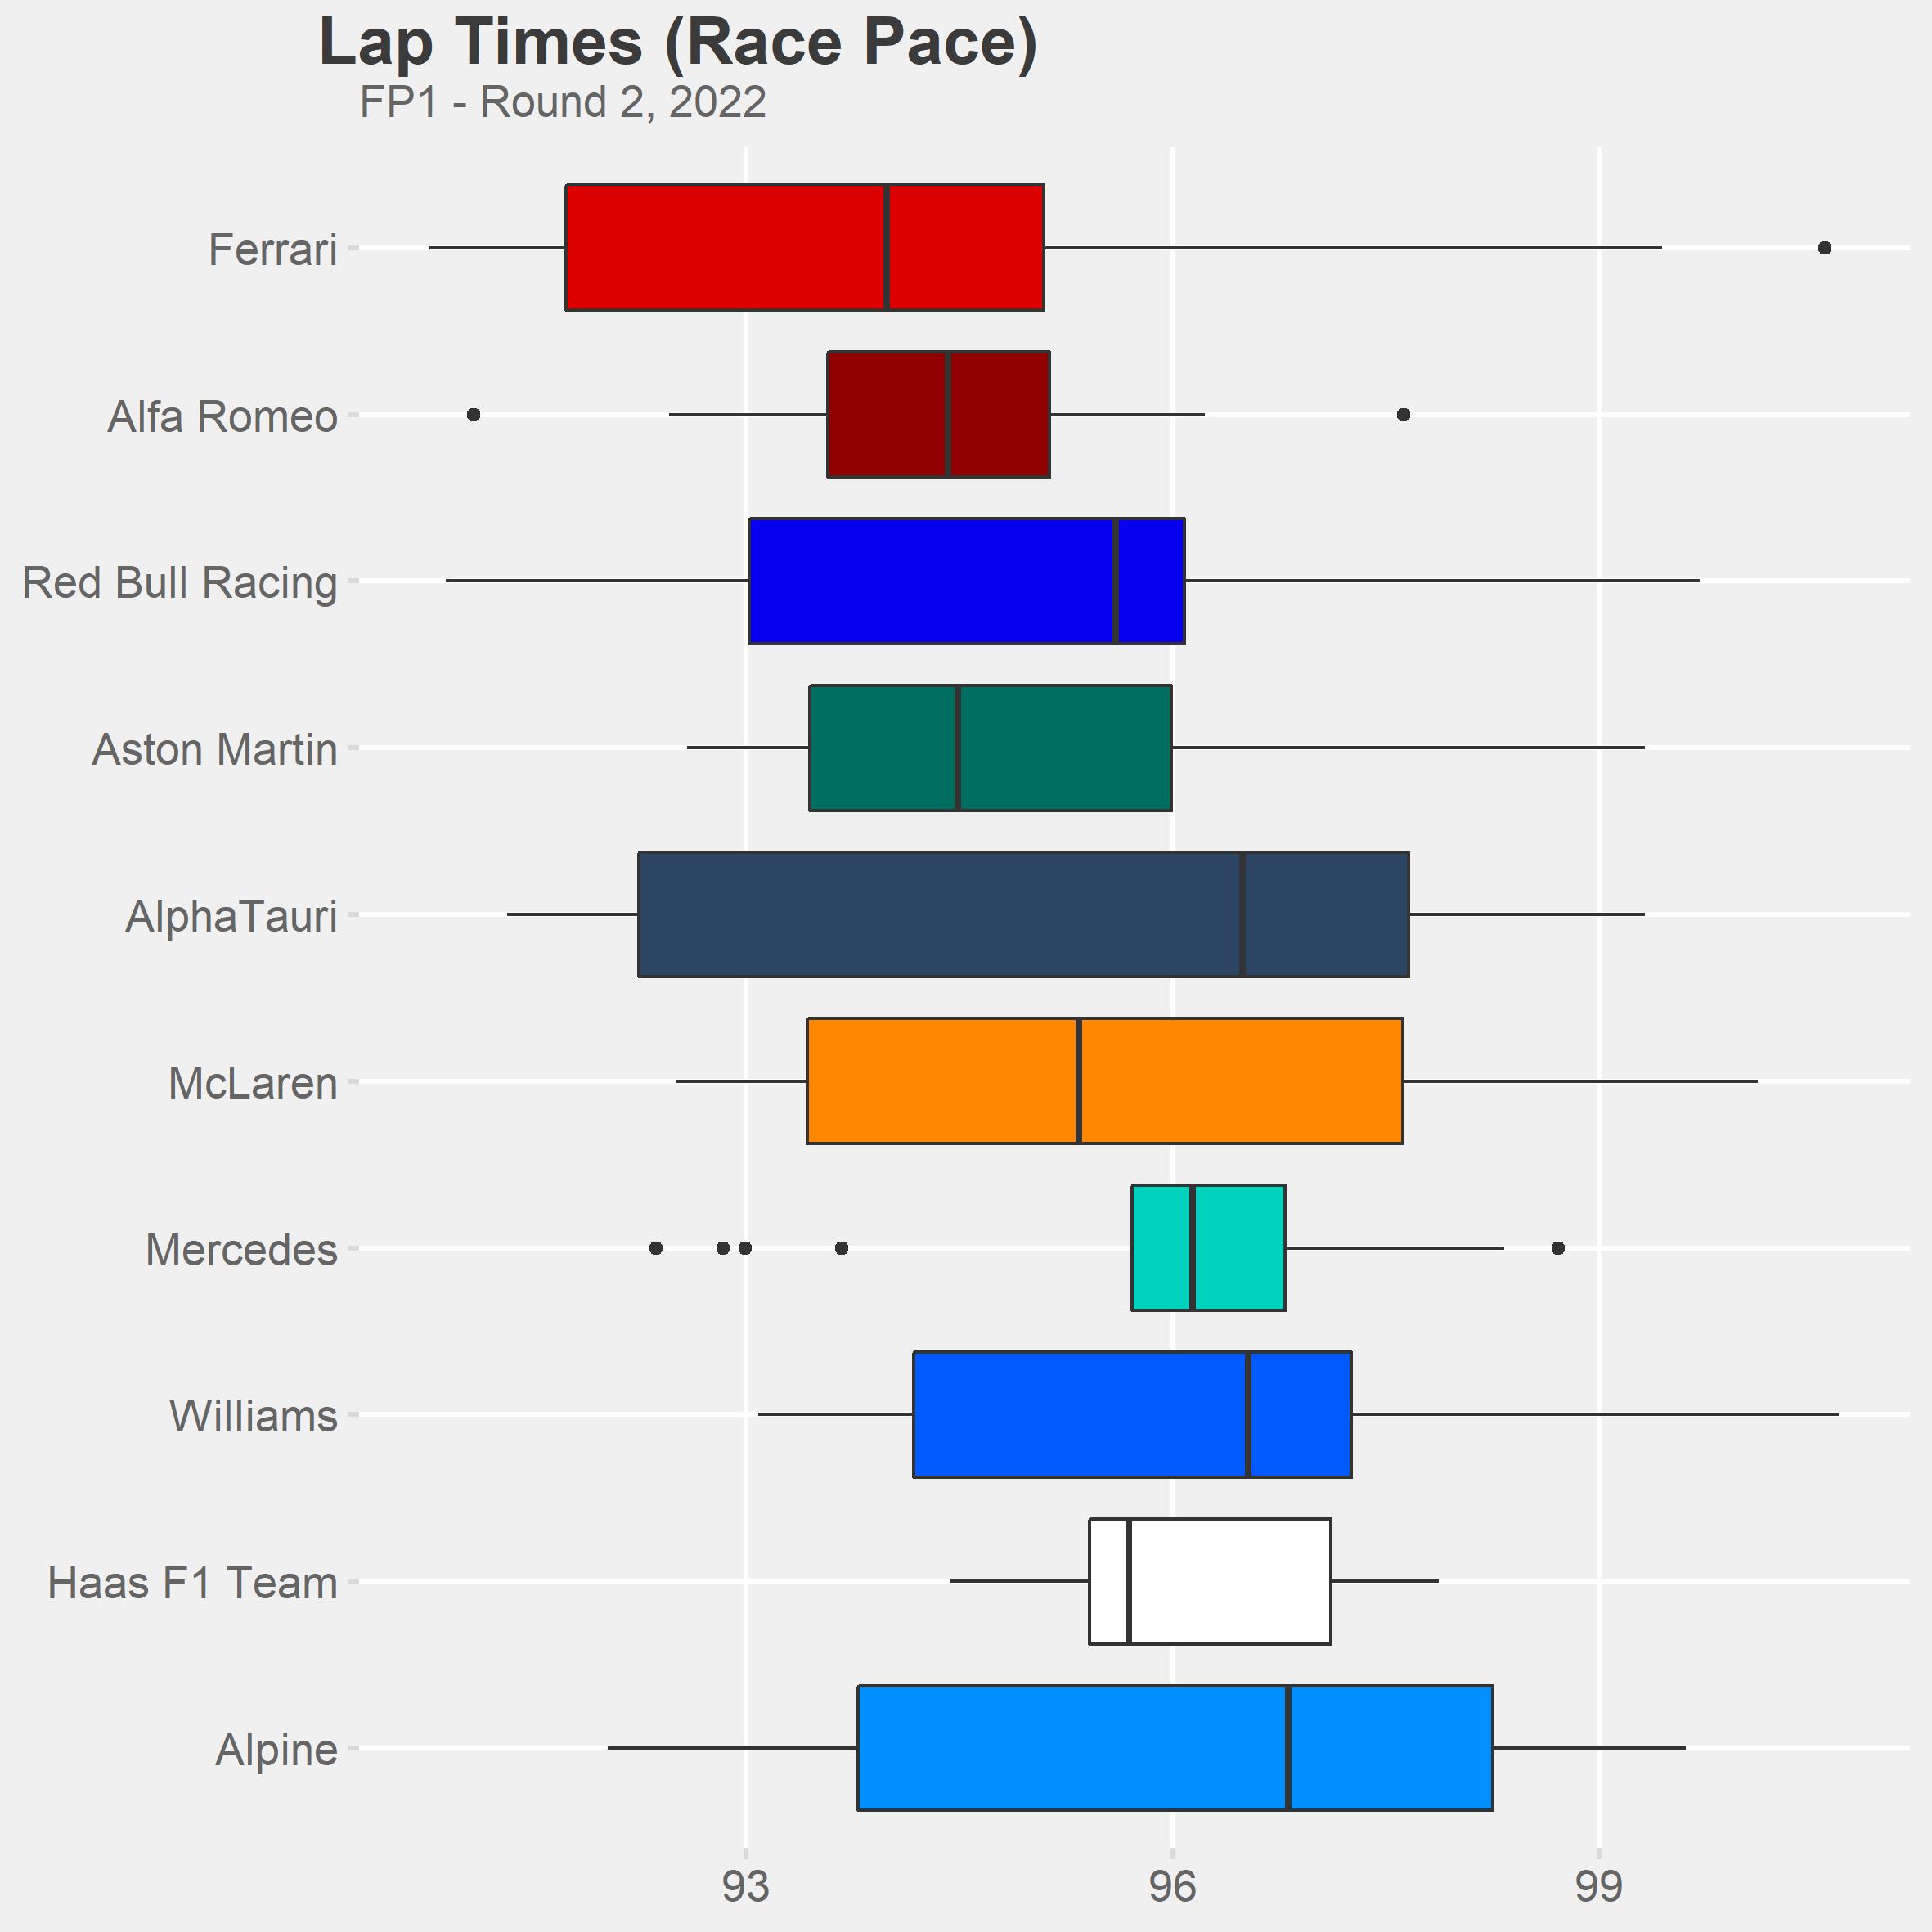 Lap Times (Race Pace)
FP1 - Round 2, 2022
Ferrari
Alfa Romeo
Red Bull Racing
Aston Martin
AlphaTauri
McLaren
Mercedes
Williams
Haas F1 Team
Alpine
93 96 99